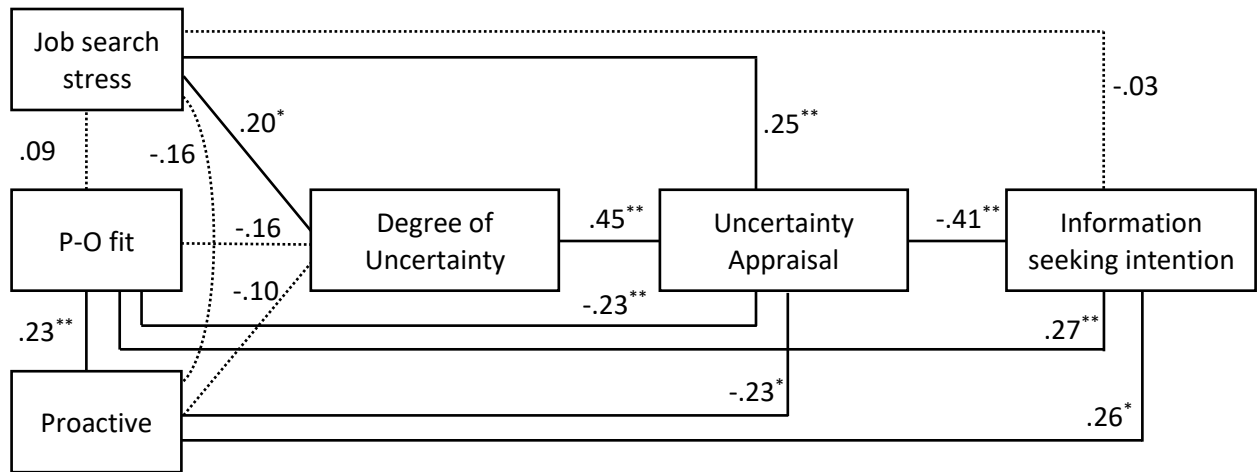 Job search
stress
-.03
.20*
.25**
.09
-.16
P-O fit
-.16
Degree of
Uncertainty
.45**
Uncertainty
Appraisal
-.41**
Information
seeking intention
-.10
-.23**
.23**
.27**
Proactive
-.23*
.26*